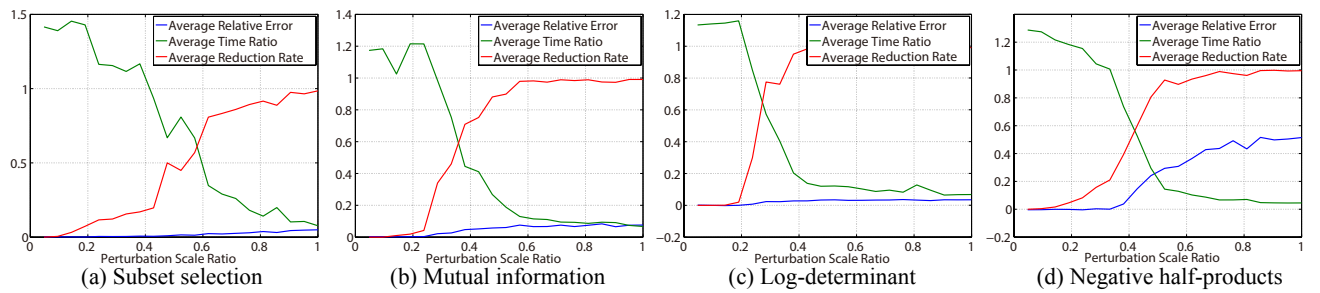 1.5
1
0.5
0
0
0.2
0.4
0.6
0.8
1
Average Relative Error
Average Time Ratio
Average Reduction Rate
Perturbation Scale Ratio
(a) Subset selection
1.4
1.2
1
0.8
0.6
0.4
0.2
0
0
0.2
0.4
0.6
0.8
1
Average Relative Error
Average Time Ratio
Average Reduction Rate
Perturbation Scale Ratio
(b) Mutual information
1.2
1
0.8
0.6
0.4
0.2
0
−0.2
0
0.2
0.4
0.6
0.8
1
Average Relative Error
Average Time Ratio
Average Reduction Rate
Perturbation Scale Ratio
(c) Log-determinant
1.4
1.2
1
0.8
0.6
0.4
0.2
0
−0.2
0
0.2
0.4
0.6
0.8
1
Average Relative Error
Average Time Ratio
Average Reduction Rate
Perturbation Scale Ratio
(d) Negative half-products